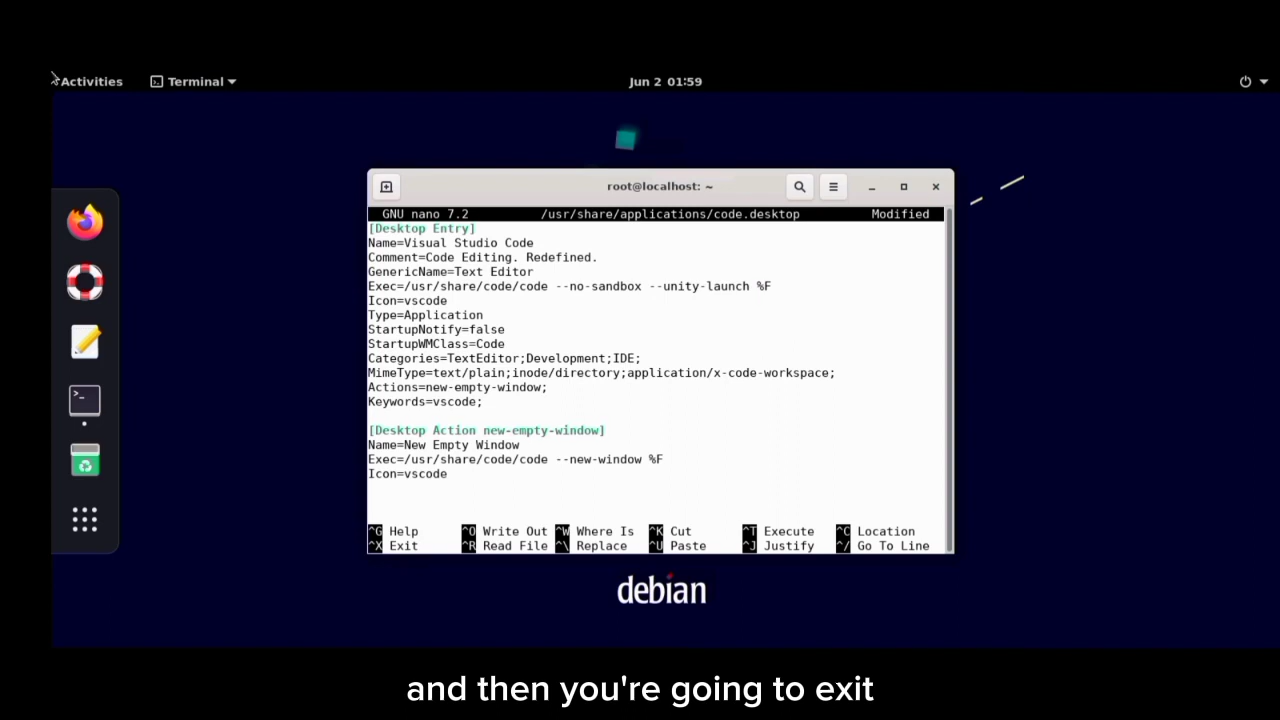 Activities
Terminal
Jun 2 01:59
root@localhost: ~
GNU nano 7.2 /usr/share/applications/code.desktop Modified
[Desktop Entry]
Name=Visual Studio Code
Comment=Code Editing. Redefined.
GenericName=Text Editor
Exec=/usr/share/code/code --no-sandbox --unity-launch %F
Icon=vscode
Type=Application
StartupNotify=false
StartupWMClass=Code
Categories=TextEditor;Development;IDE;
MimeType=text/plain;inode/directory;application/x-code-workspace;
Actions=new-empty-window;
Keywords=vscode;
[Desktop Action new-empty-window]
Name=New Empty Window
Exec=/usr/share/code/code --new-window %F
Icon=vscode
^G Help ^O Write Out ^W Where Is ^K Cut ^T Execute ^C Location
^X Exit ^R Read File ^\ Replace ^U Paste ^J Justify ^/ Go To Line
debian
and then you're going to exit